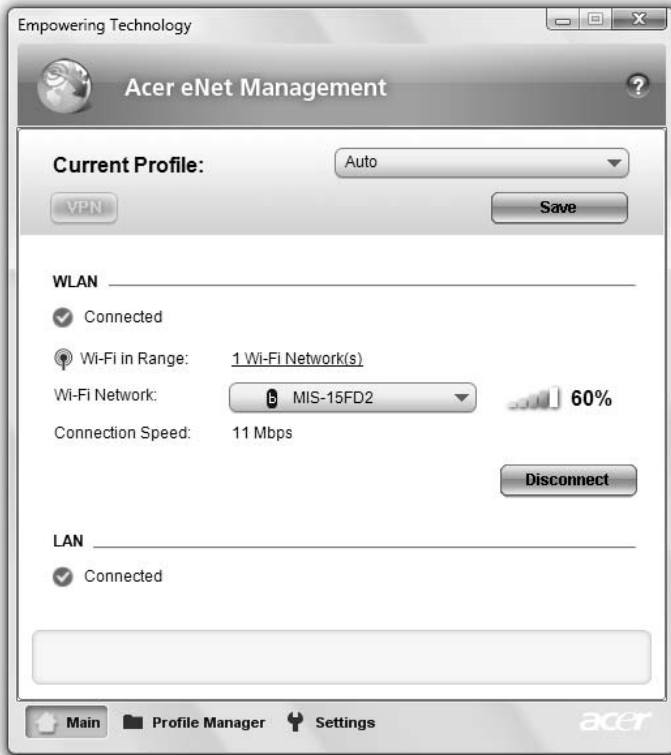 Empowering Technology
Acer eNet Management
?
Current Profile:
Auto
VPN
Save
WLAN
Connected
Wi-Fi in Range:
1 Wi-Fi Network(s)
Wi-Fi Network:
b MIS-15FD2
60%
Connection Speed:
11 Mbps
Disconnect
LAN
Connected
Main
Profile Manager
Settings
acer